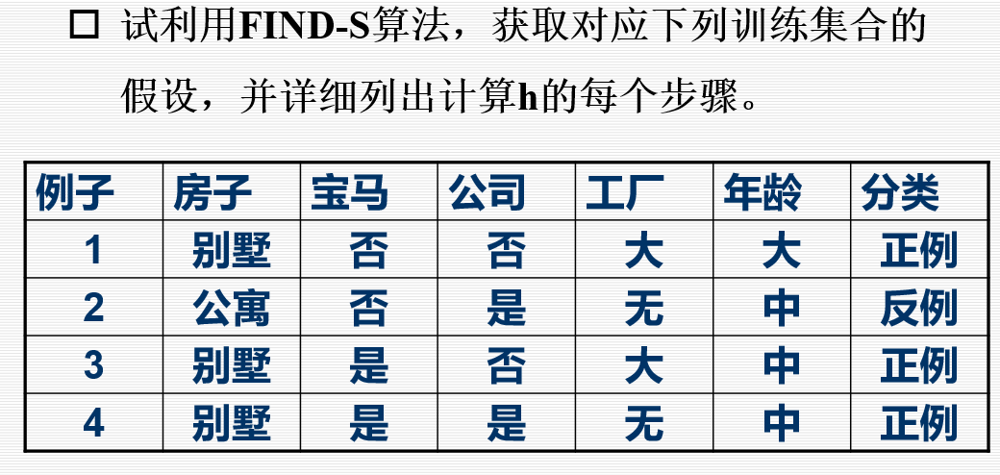 试利用FIND-S算法，获取对应下列训练集合的
假设，并详细列出计算h的每个步骤。
例子 房子 宝马 公司 工厂 年龄 分类
1 别墅 否 否 大 大 正例
2 公寓 否 是 无 中 反例
3 别墅 是 否 大 中 正例
4 别墅 是 是 无 中 正例